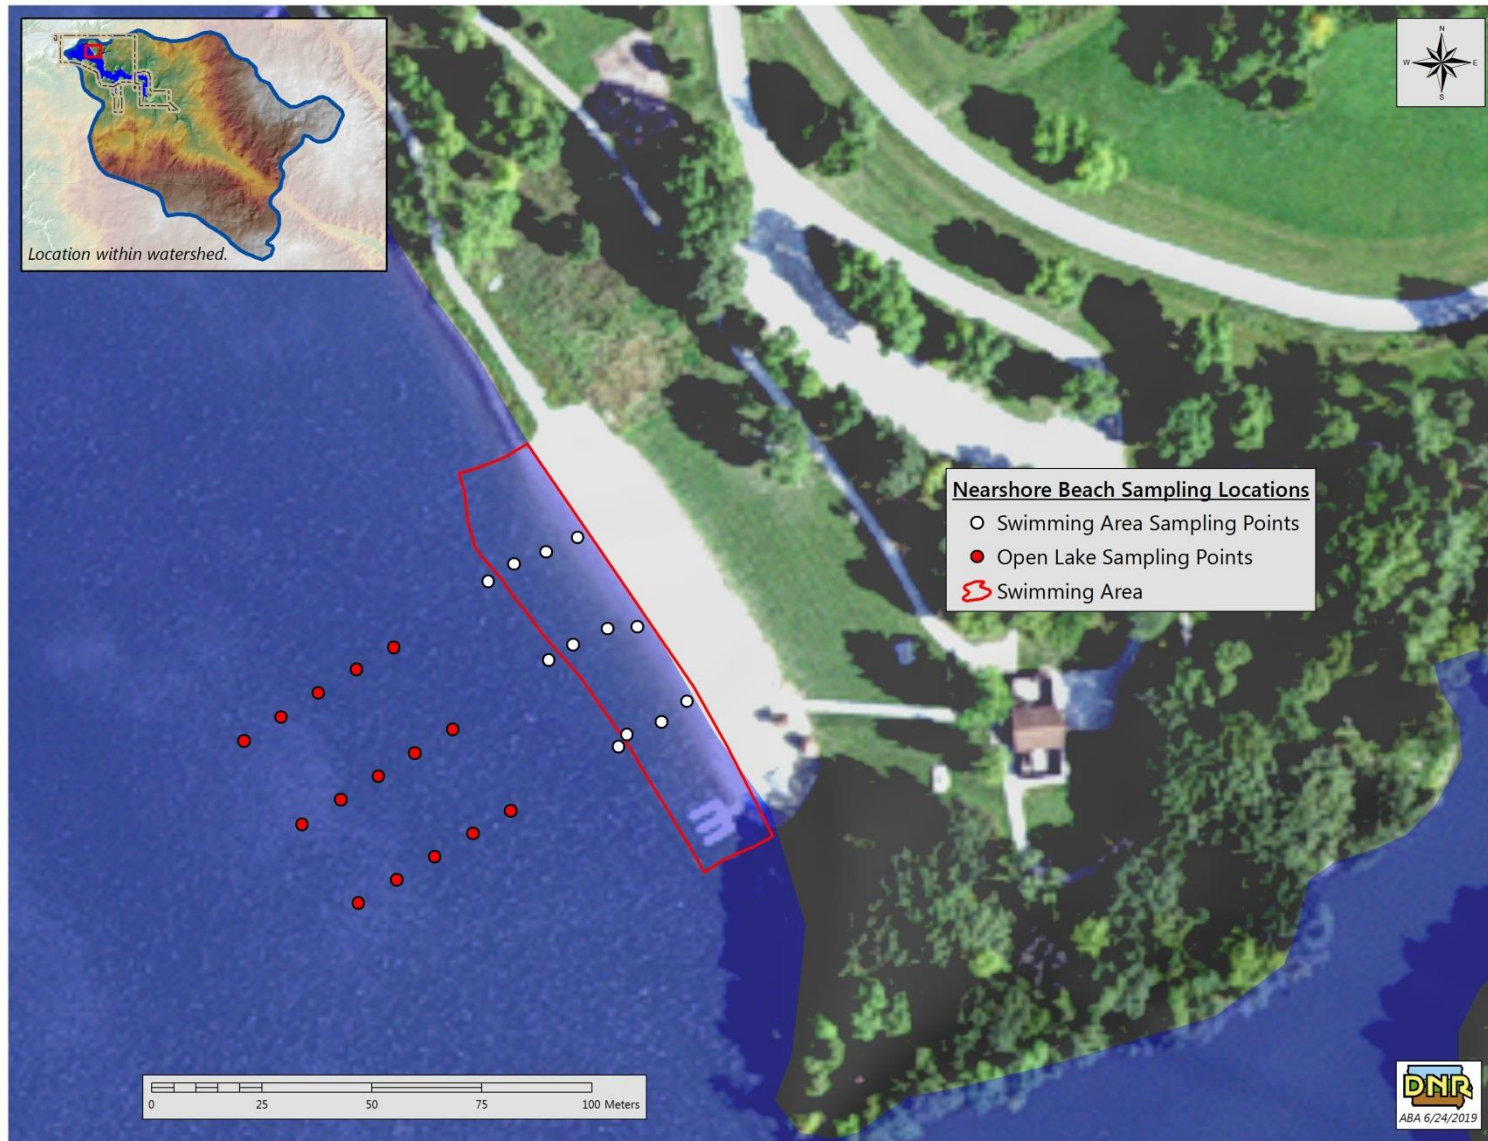 Location within watershed.
N
W
E
S
Nearshore Beach Sampling Locations
Swimming Area Sampling Points
Open Lake Sampling Points
Swimming Area
0 25 50 75 100 Meters
DNR
ABA 6/24/2019